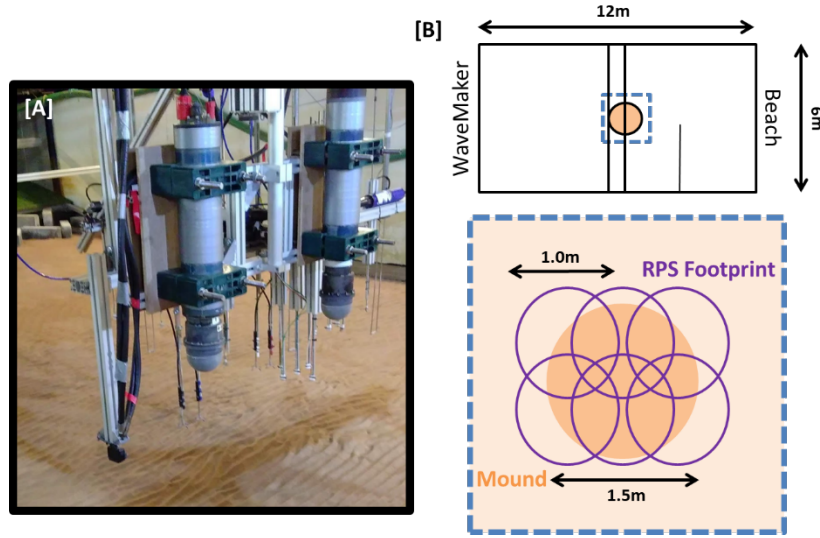 [A]
[B]
12m
WaveMaker
Beach
6m
1.0m
RPS Footprint
Mound
1.5m